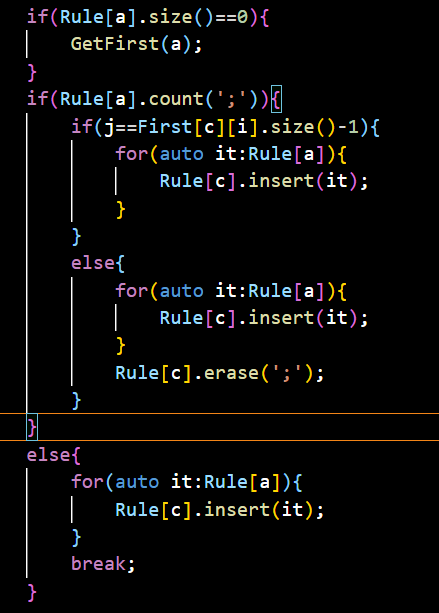 if(Rule[a].size()==0){
GetFirst(a);
}
if(Rule[a].count(';')){
if(j==First[c][i].size()-1){
for(auto it:Rule[a]){
Rule[c].insert(it);
}
}
else{
for(auto it:Rule[a]){
Rule[c].insert(it);
}
Rule[c].erase(';');
}
}
else{
for(auto it:Rule[a]){
Rule[c].insert(it);
}
break;
}